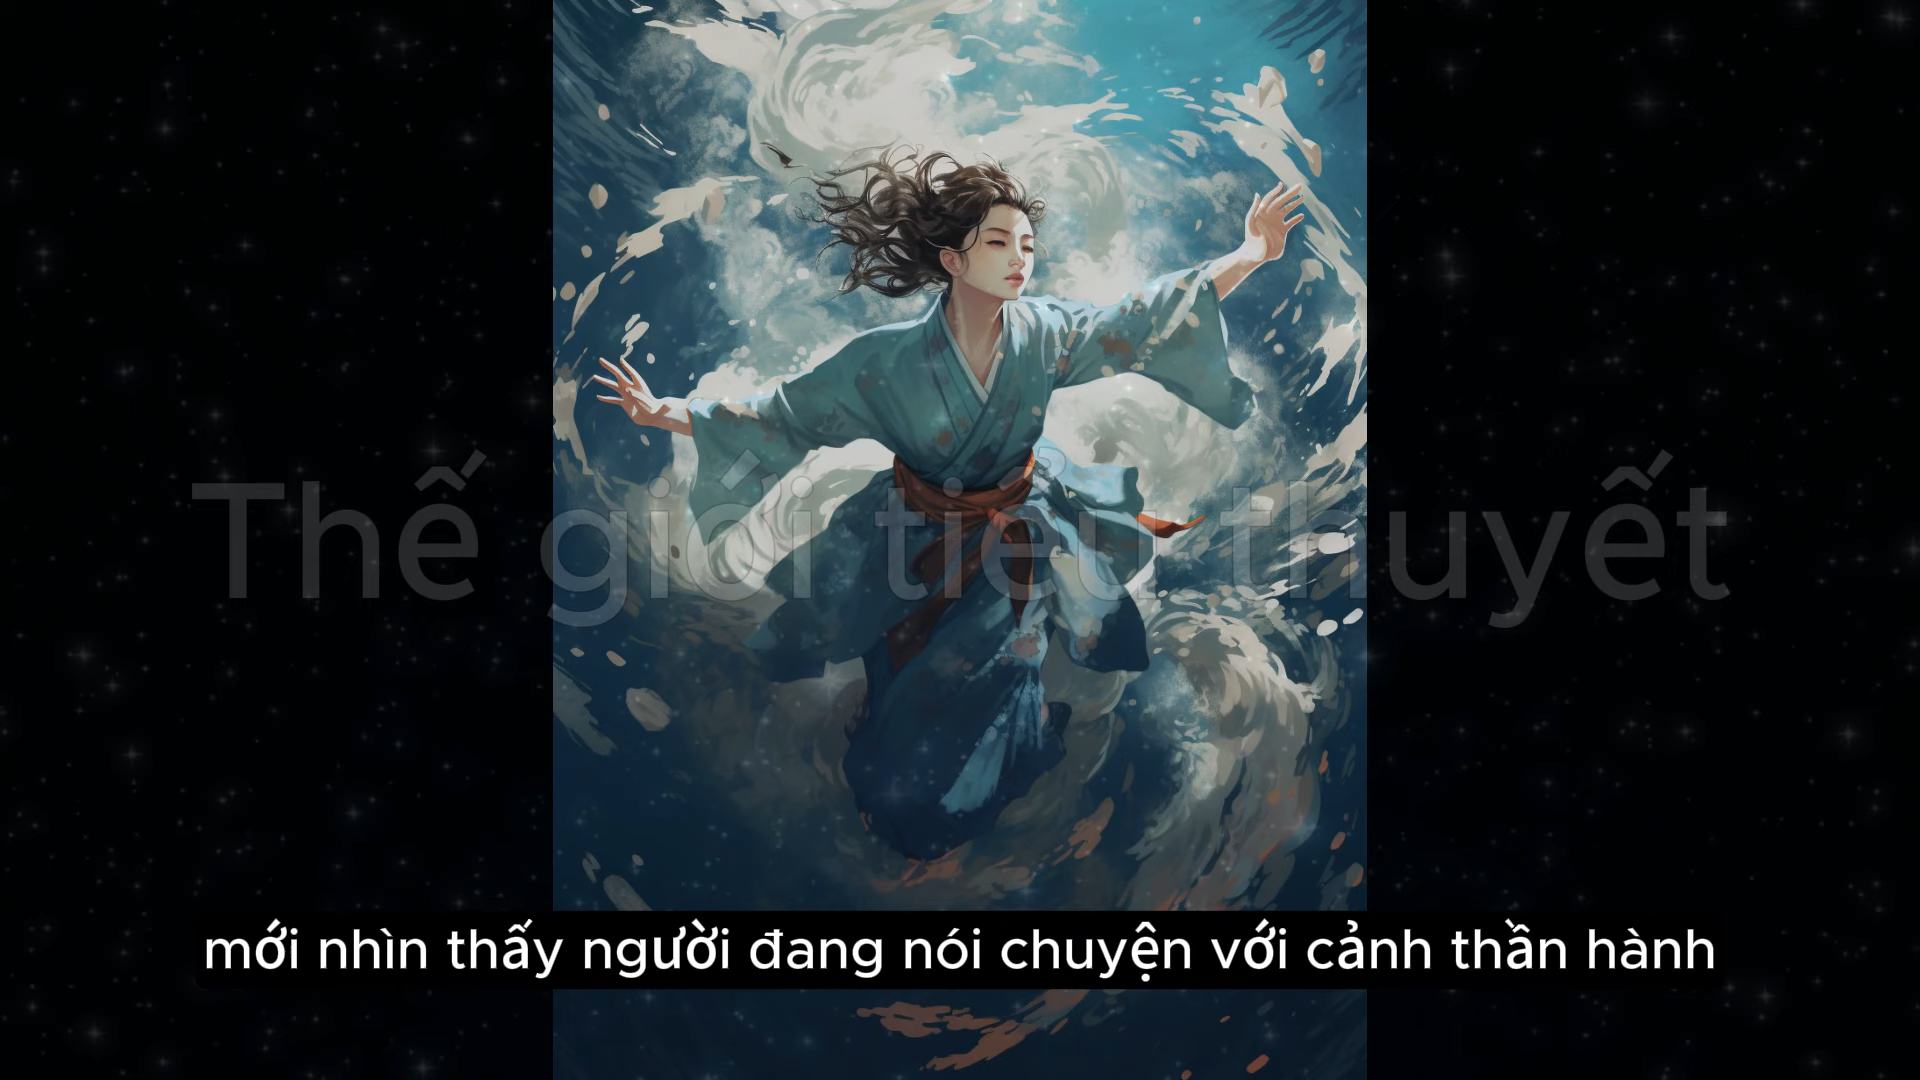 Thế giới tiểu thuyết
mới nhìn thấy người đang nói chuyện với cảnh thần hành